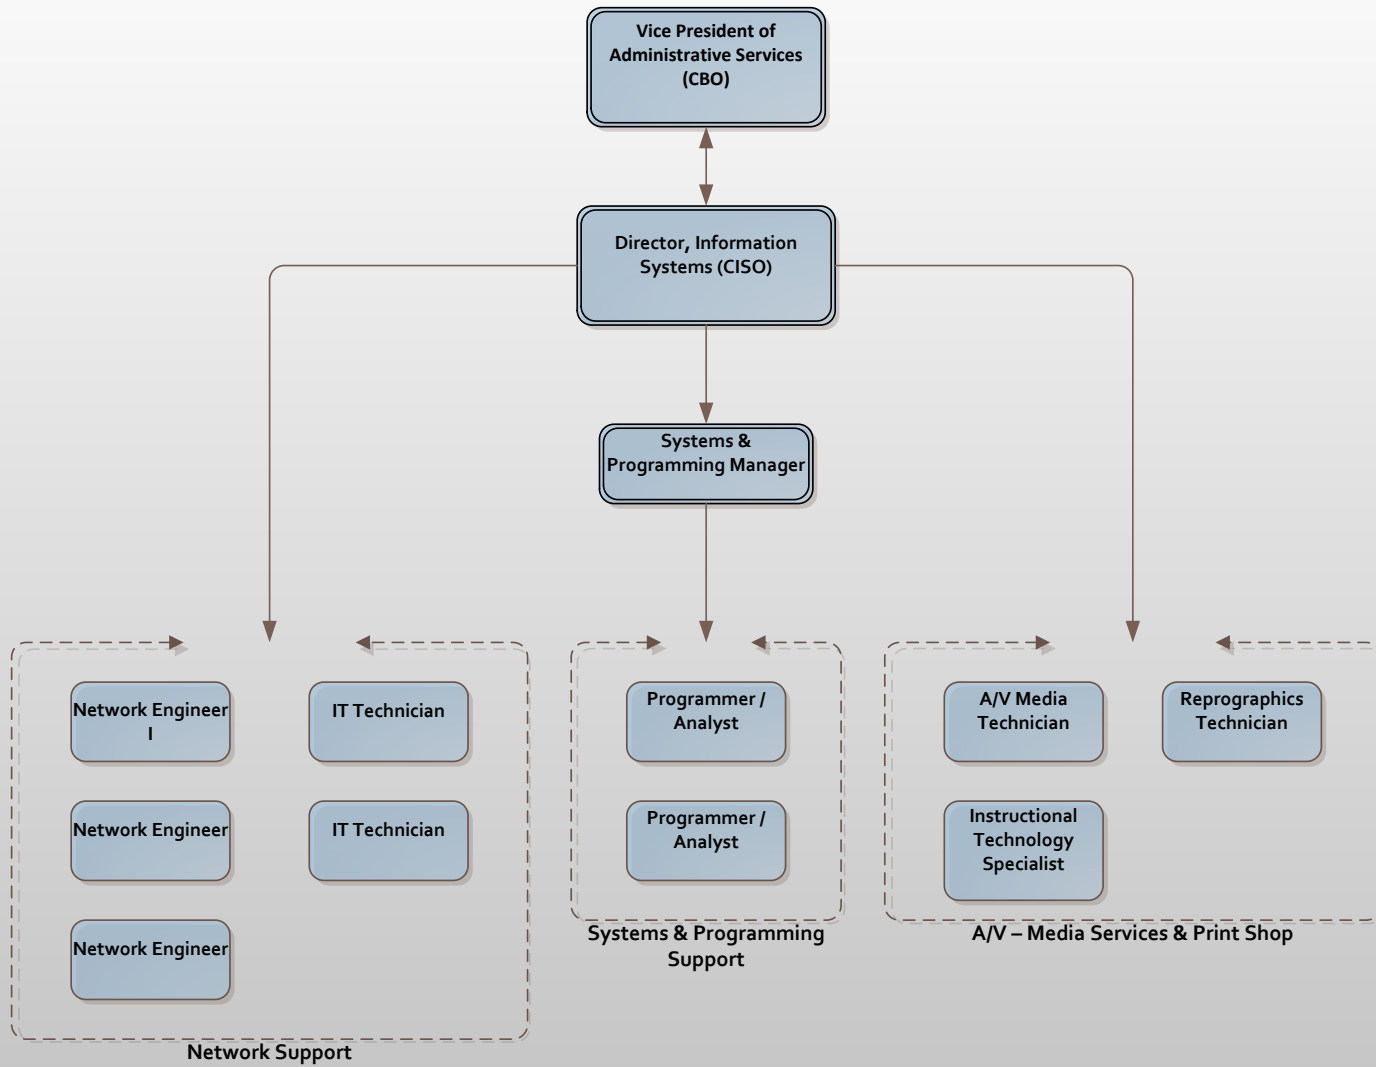 Vice President of
Administrative Services
(CBO)
Director, Information
Systems (CISO)
Systems &
Programming Manager
Network Engineer
I
IT Technician
Network Engineer
IT Technician
Network Engineer
Network Support
Programmer /
Analyst
Programmer /
Analyst
Systems & Programming
Support
A/V Media
Technician
Reprographics
Technician
Instructional
Technology
Specialist
A/V – Media Services & Print Shop